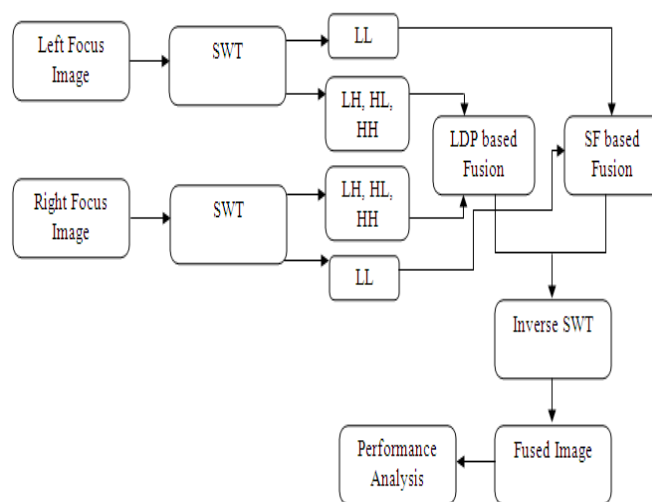 Left Focus
Image
SWT
LL
LH, HL,
HH
LDP based
Fusion
SF based
Fusion
Right Focus
Image
SWT
LH, HL,
HH
LL
Inverse SWT
Fused Image
Performance
Analysis